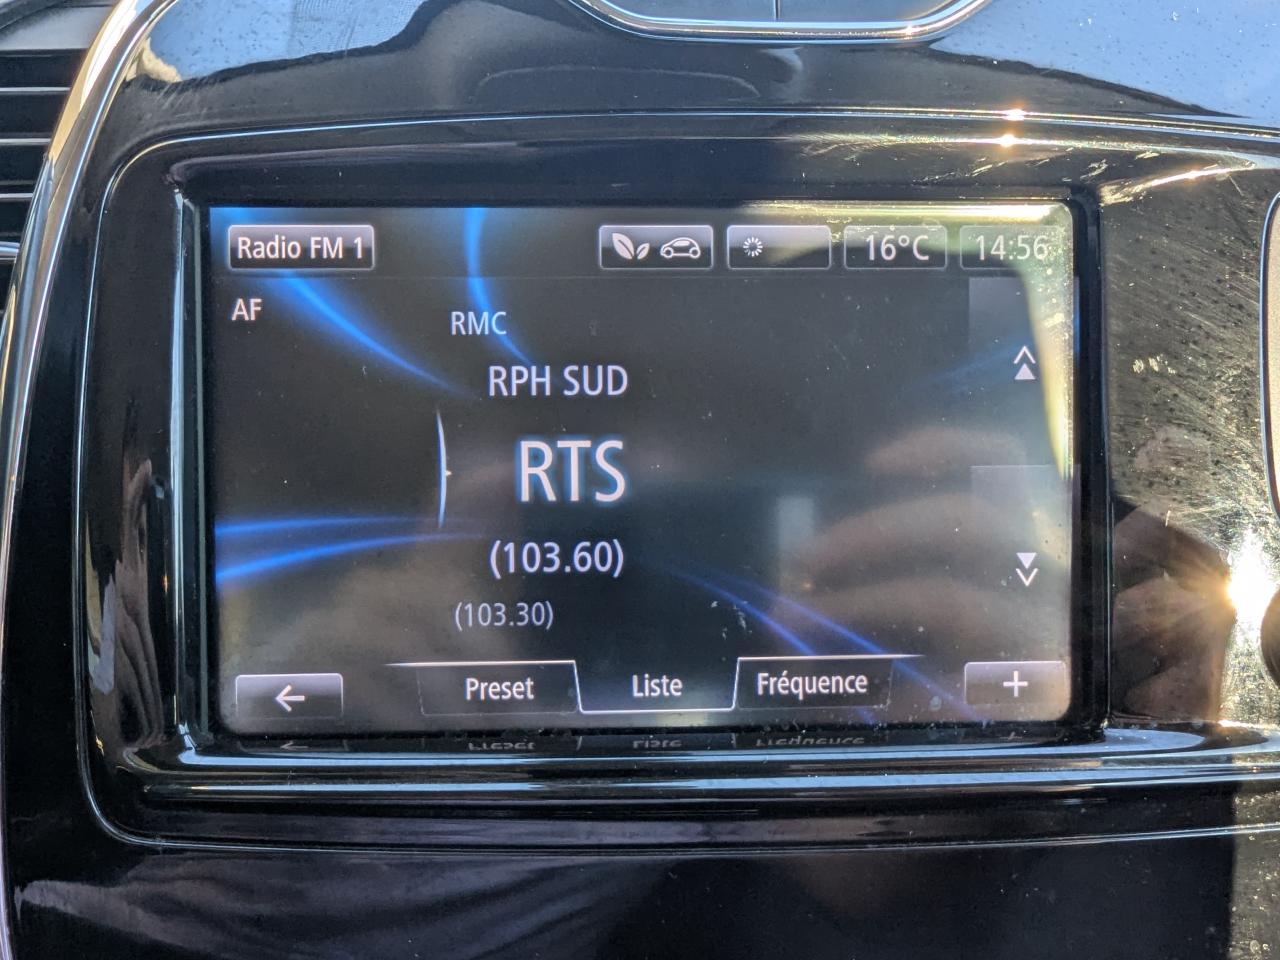 Radio FM 1
16°C
14:56
AF
RMC
RPH SUD
RTS
(103.60)
(103.30)
Preset
Liste
Fréquence